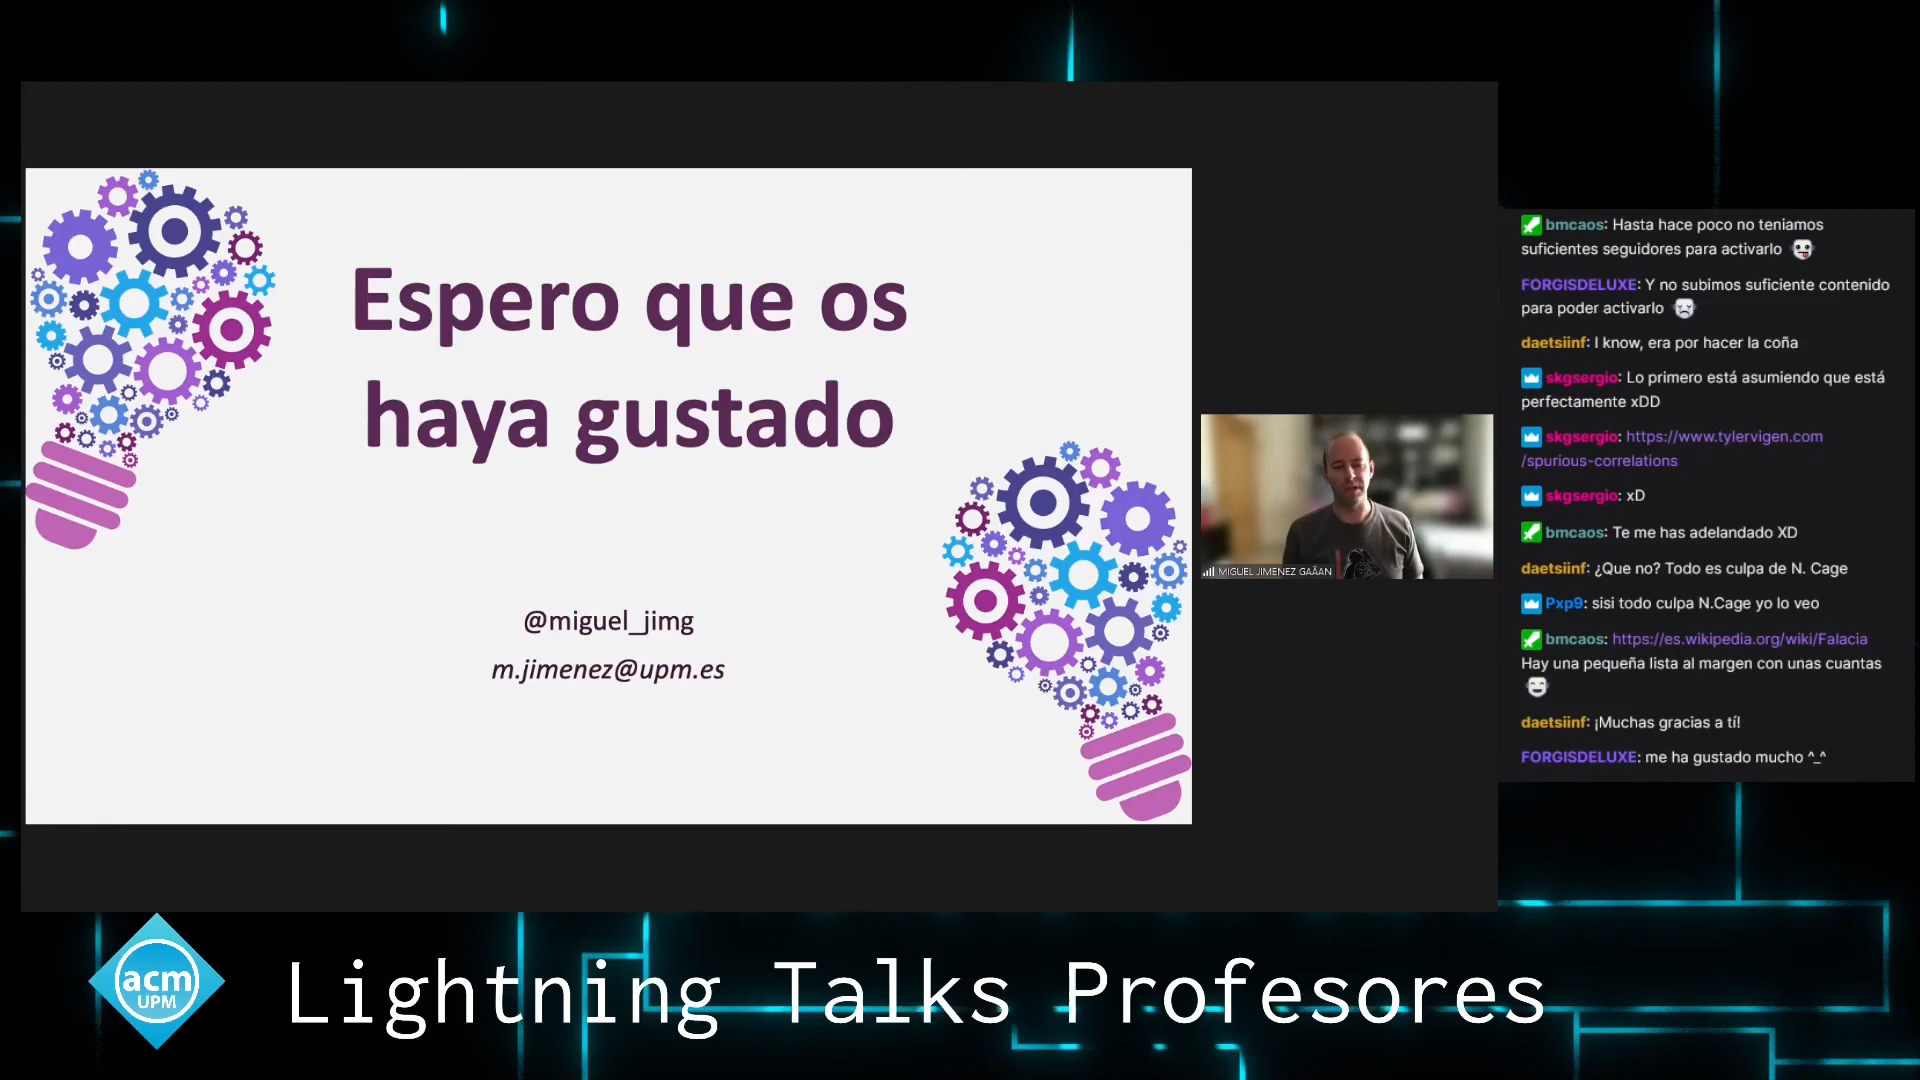 Espero que os
haya gustado
@miguel_jimg
m.jimenez@upm.es
MIGUEL JIMENEZ GAÃAN
bmcaos: Hasta hace poco no teniamos
suficientes seguidores para activarlo
FORGISDELUXE: Y no subimos suficiente contenido
para poder activarlo
daetsiinf: I know, era por hacer la coña
skgsergio: Lo primero está asumiendo que está
perfectamente xDD
skgsergio: https://www.tylervigen.com
/spurious-correlations
skgsergio: xD
bmcaos: Te me has adelandado XD
daetsiinf: ¿Que no? Todo es culpa de N. Cage
Pxp9: sisi todo culpa N.Cage yo lo veo
bmcaos: https://es.wikipedia.org/wiki/Falacia
Hay una pequeña lista al margen con unas cuantas
daetsiinf: ¡Muchas gracias a tí!
FORGISDELUXE: me ha gustado mucho ^_^
acm
UPM
Lightning Talks Profesores